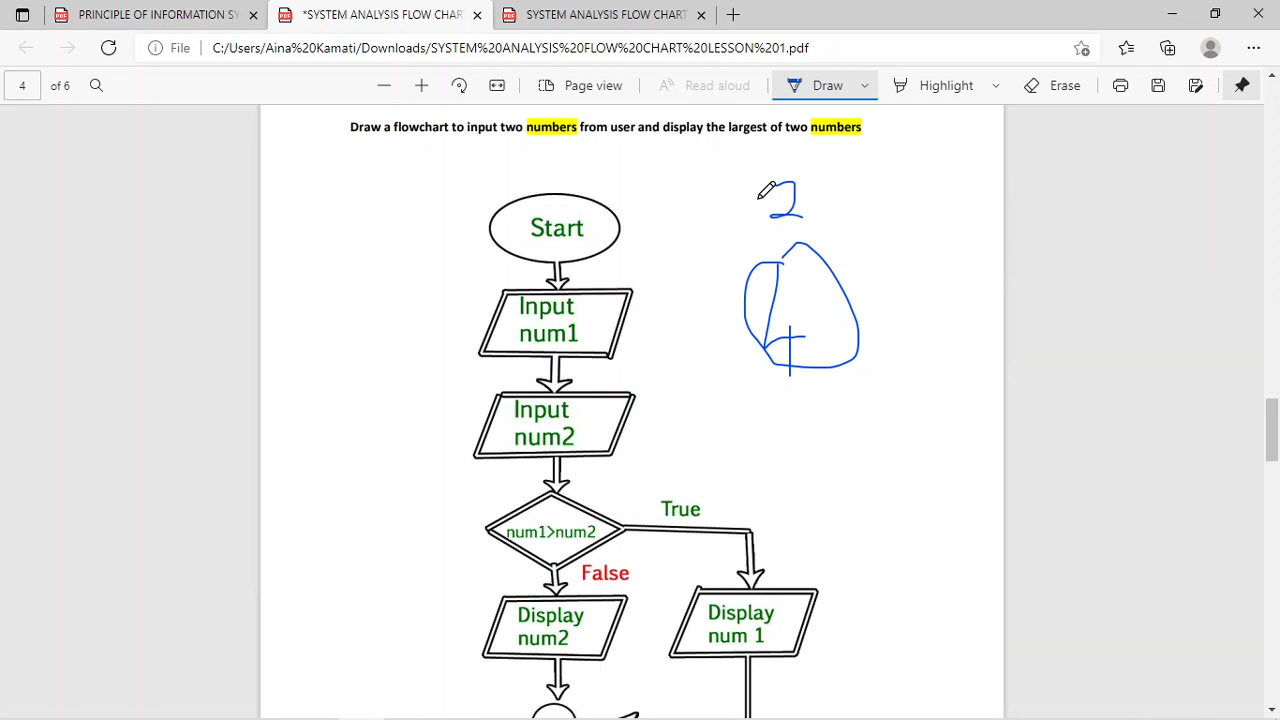 PRINCIPLE OF INFORMATION SY
*SYSTEM ANALYSIS FLOW CHAR
SYSTEM ANALYSIS FLOW CHART
File
C:/Users/Aina%20Kamati/Downloads/SYSTEM%20ANALYSIS%20FLOW%20CHART%20LESSON%201.pdf
4 of 6
Page view
Read aloud
Draw
Highlight
Erase
Draw a flowchart to input two numbers from user and display the largest of two numbers
2
Start
Input
num1
4
Input
num2
True
num1>num2
False
Display
num2
Display
num 1